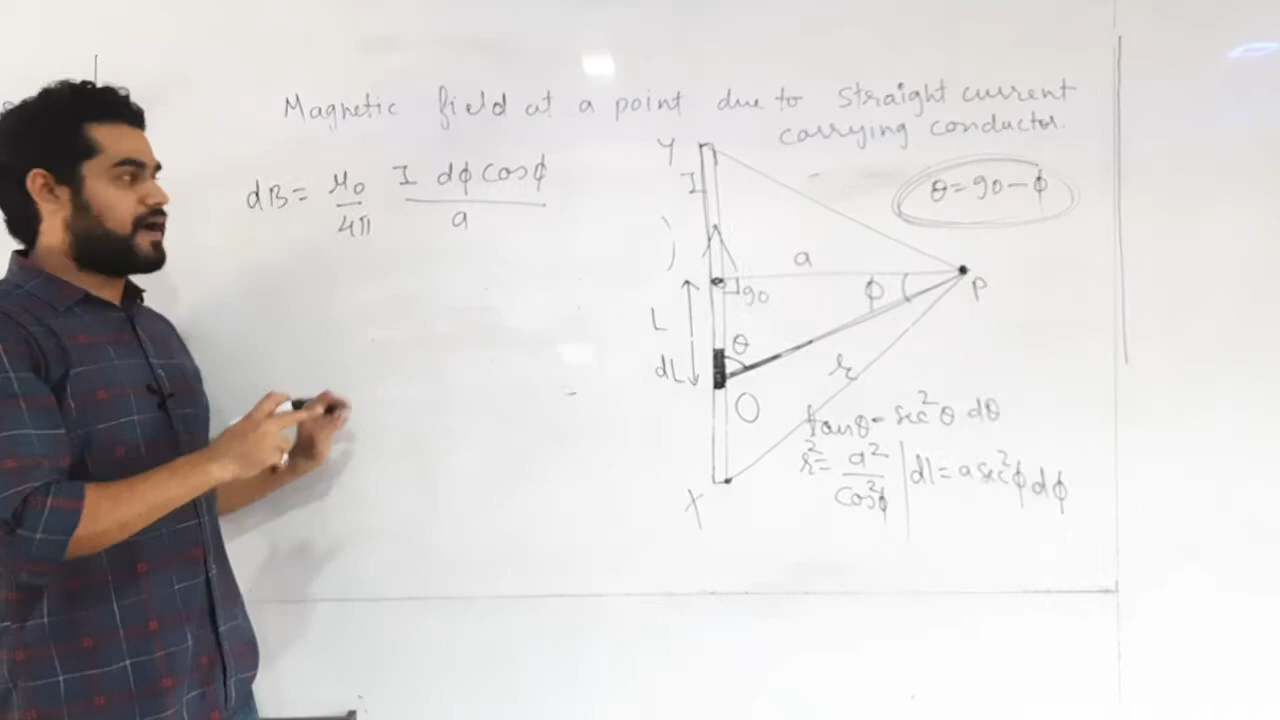 Magnetic field at a point due to straight current
carrying conductor.
dB = μ₀/4π I dϕ cosϕ/a
Y
I
θ = 90 − ϕ
a
90
ϕ
P
L
θ
dL
r
O
tanθ = sec²θ dθ
r² = a²/cos²ϕ | dl = a sec²ϕ dϕ
X